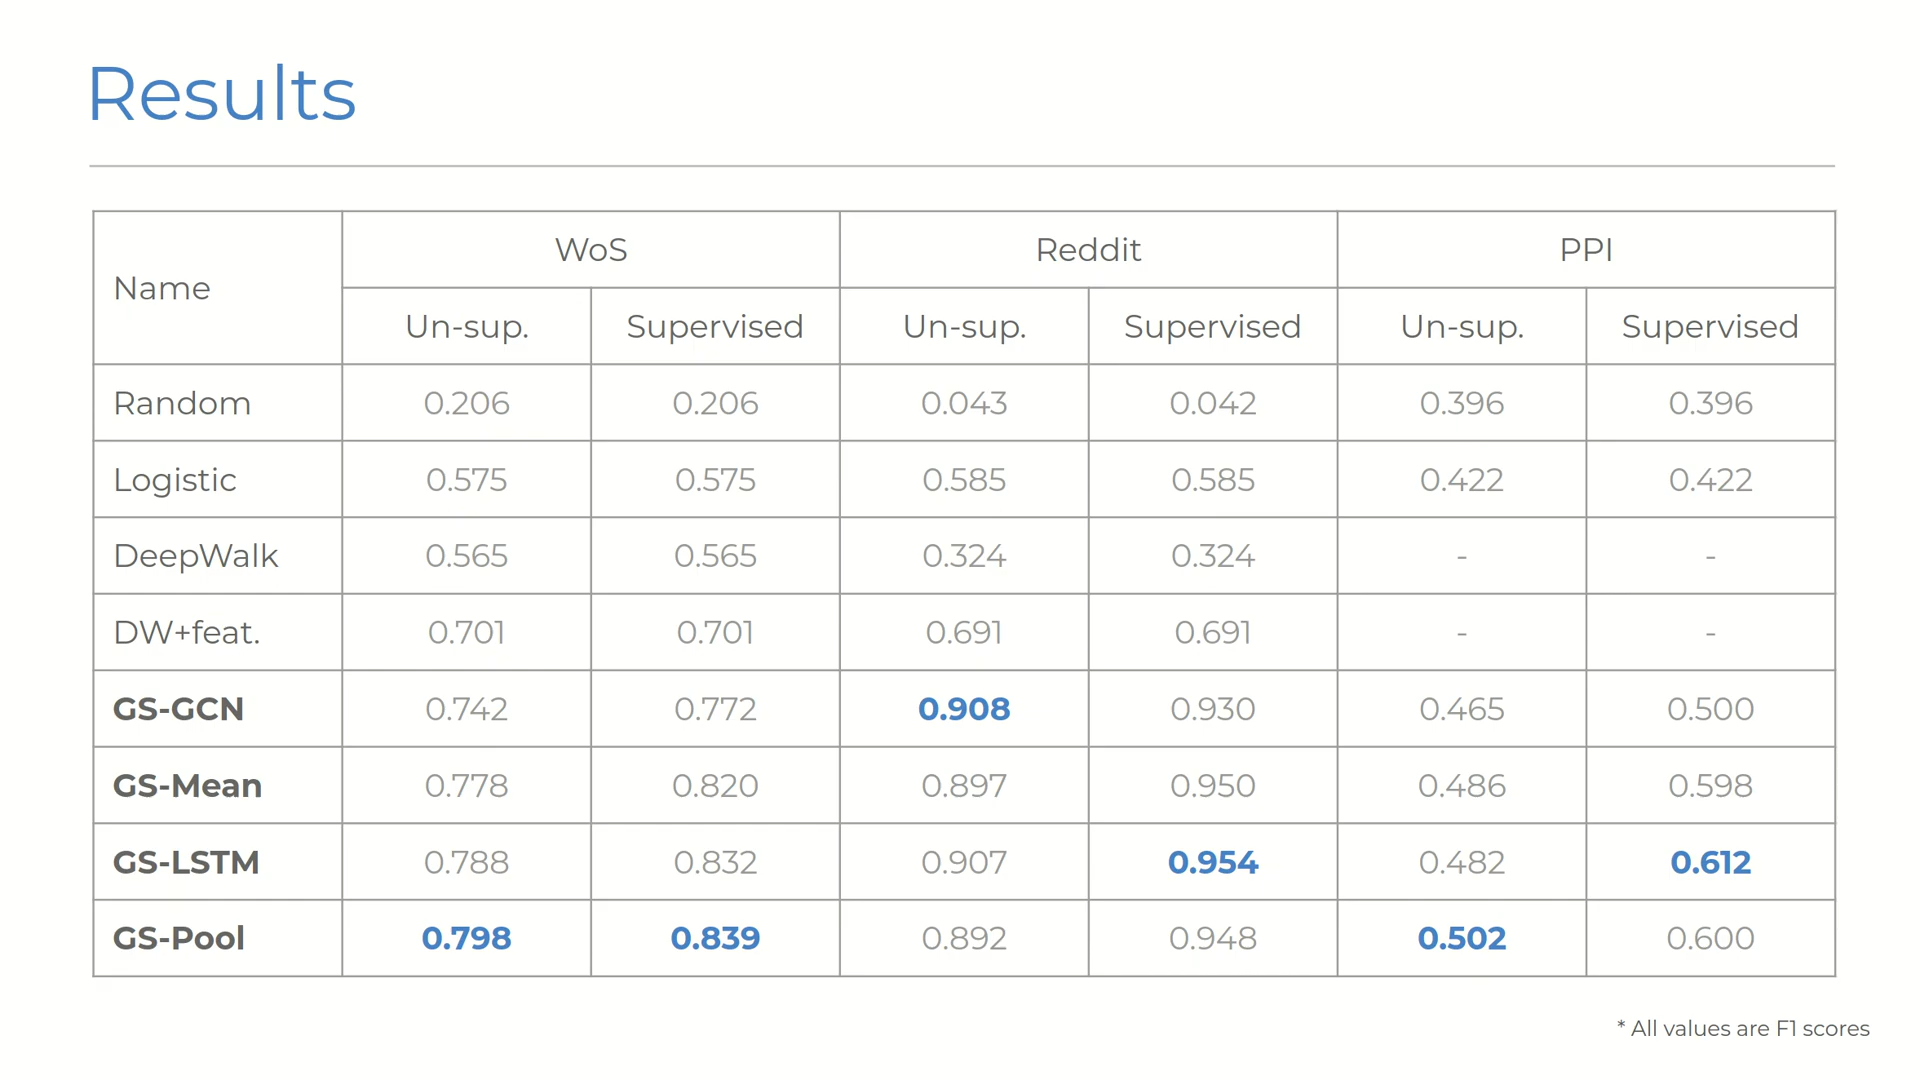 Results
Name WoS Reddit PPI
Un-sup. Supervised Un-sup. Supervised Un-sup. Supervised
Random 0.206 0.206 0.043 0.042 0.396 0.396
Logistic 0.575 0.575 0.585 0.585 0.422 0.422
DeepWalk 0.565 0.565 0.324 0.324 - -
DW+feat. 0.701 0.701 0.691 0.691 - -
GS-GCN 0.742 0.772 0.908 0.930 0.465 0.500
GS-Mean 0.778 0.820 0.897 0.950 0.486 0.598
GS-LSTM 0.788 0.832 0.907 0.954 0.482 0.612
GS-Pool 0.798 0.839 0.892 0.948 0.502 0.600
* All values are F1 scores